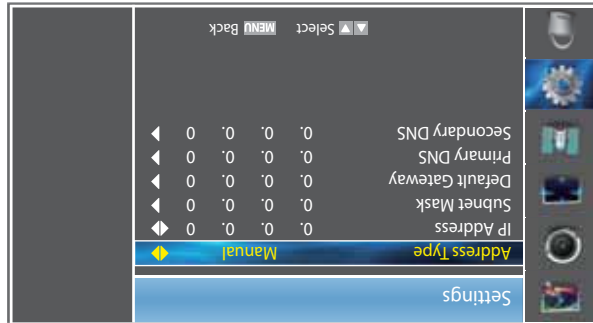 Settings
Address Type Manual
IP Address 0. 0. 0. 0
Subnet Mask 0. 0. 0. 0
Default Gateway 0. 0. 0. 0
Primary DNS 0. 0. 0. 0
Secondary DNS 0. 0. 0. 0
Select MENU Back